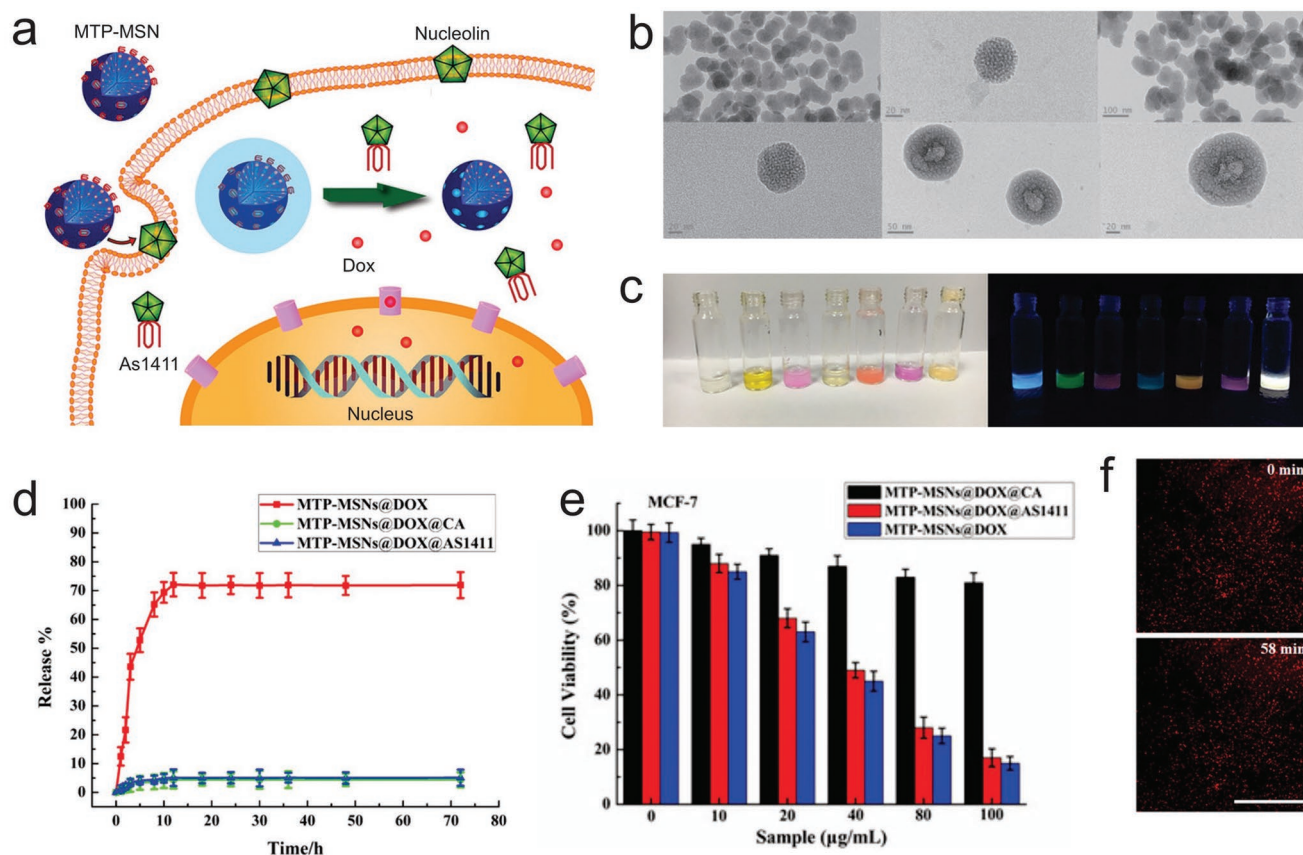 a
MTP-MSN
Nucleolin
Dox
As1411
Nucleus
b
20 nm
100 nm
20 nm
50 nm
20 nm
c
d
Release %
100
90
80
70
60
50
40
30
20
10
0
MTP-MSNs@DOX
MTP-MSNs@DOX@CA
MTP-MSNs@DOX@AS1411
0 10 20 30 40 50 60 70 80
Time/h
e
MCF-7
MTP-MSNs@DOX@CA
MTP-MSNs@DOX@AS1411
MTP-MSNs@DOX
Cell Viability (%)
100
80
60
40
20
0
0 10 20 40 80 100
Sample (µg/mL)
f
0 min
58 min